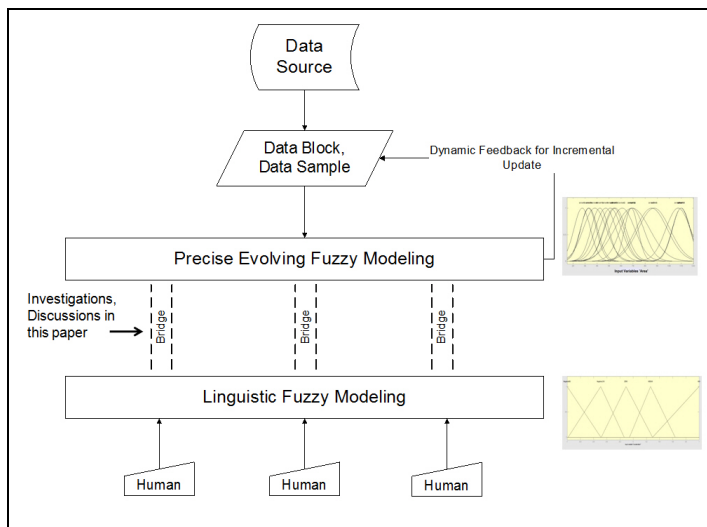 Data
Source
Data Block,
Data Sample
Dynamic Feedback for Incremental
Update
Precise Evolving Fuzzy Modeling
Investigations,
Discussions in
this paper
Bridge
Bridge
Bridge
Linguistic Fuzzy Modeling
Human
Human
Human